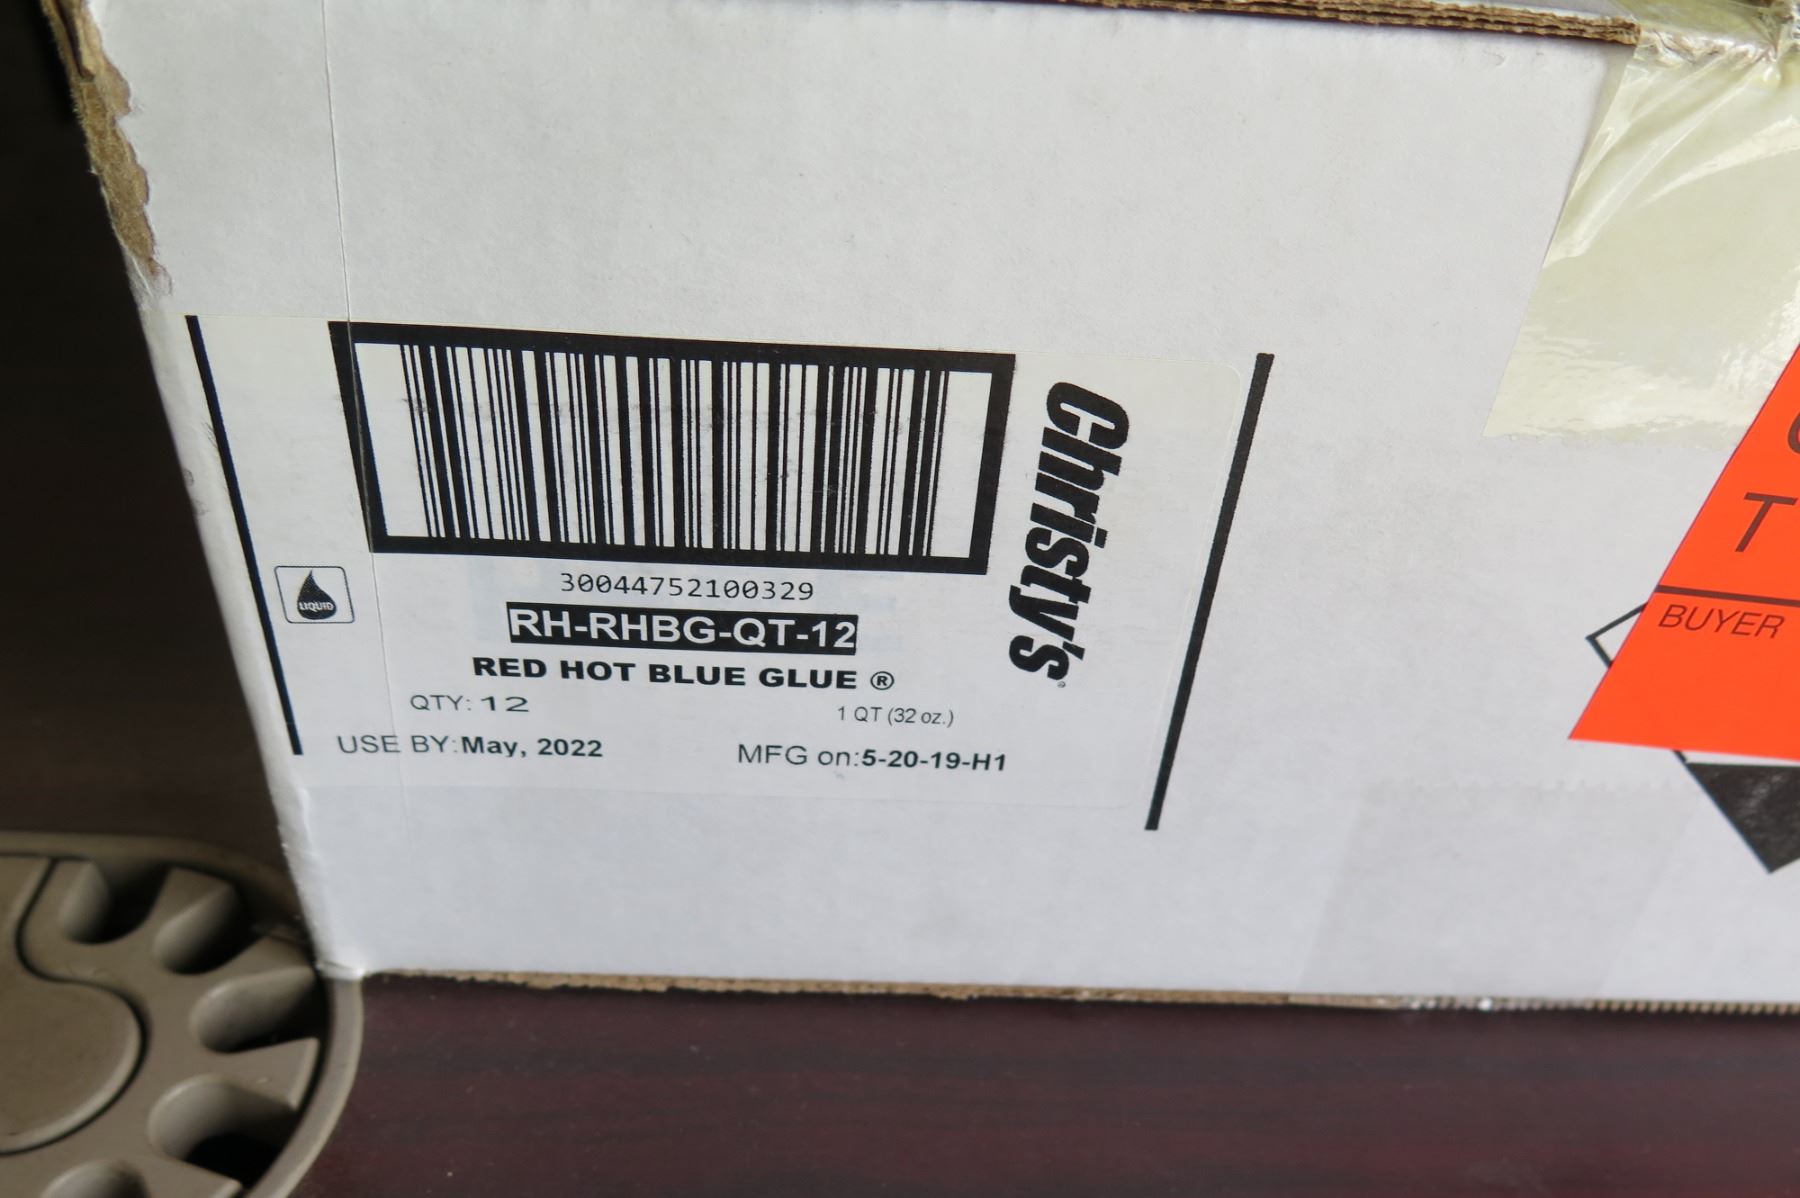 Christy's
LIQUID
30044752100329
RH-RHBG-QT-12
RED HOT BLUE GLUE ®
QTY: 12
1 QT (32 oz.)
USE BY:May, 2022
MFG on:5-20-19-H1
T
BUYER